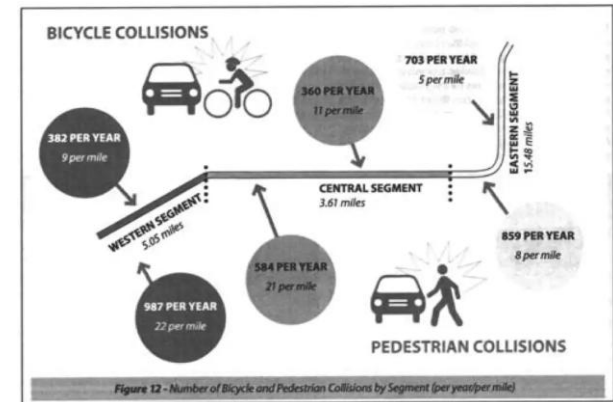 BICYCLE COLLISIONS
703 PER YEAR
5 per mile
360 PER YEAR
11 per mile
382 PER YEAR
9 per mile
EASTERN SEGMENT
15.48 miles
CENTRAL SEGMENT
3.61 miles
WESTERN SEGMENT
5.05 miles
859 PER YEAR
8 per mile
584 PER YEAR
21 per mile
987 PER YEAR
22 per mile
PEDESTRIAN COLLISIONS
Figure 12 - Number of Bicycle and Pedestrian Collisions by Segment (per year/per mile)